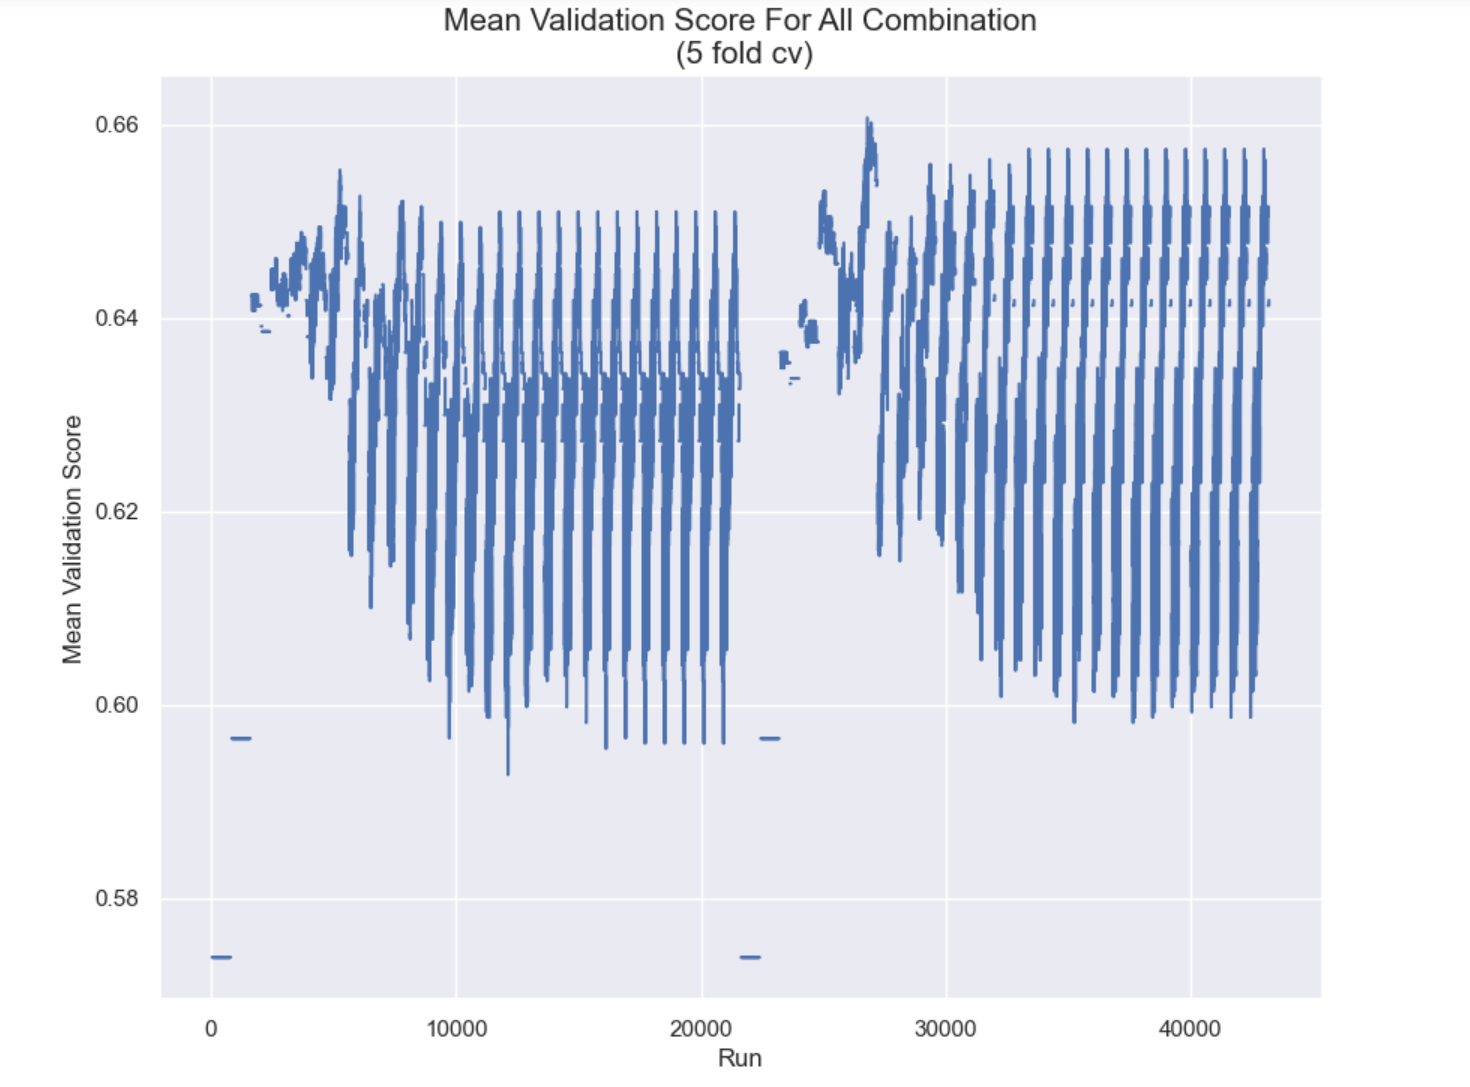 Mean Validation Score For All Combination
(5 fold cv)
0.66
0.64
0.62
0.60
0.58
Mean Validation Score
0 10000 20000 30000 40000
Run